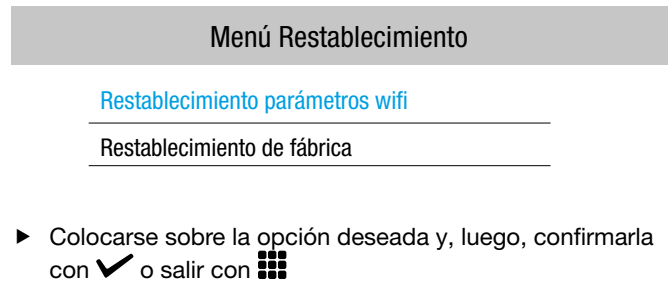 Menú Restablecimiento
Restablecimiento parámetros wifi
Restablecimiento de fábrica
Colocarse sobre la opción deseada y, luego, confirmarla
con ✔ o salir con